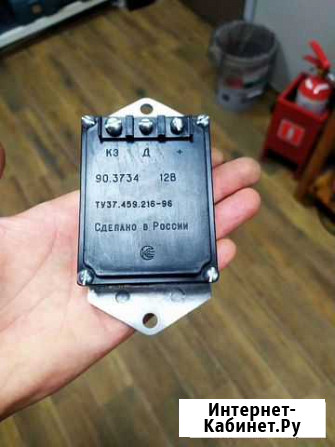 КЗ Д +
90.3734 12В
ТУ37.459.216-96
СДЕЛАНО В РОССИИ
Интернет-
Кабинет.Ру